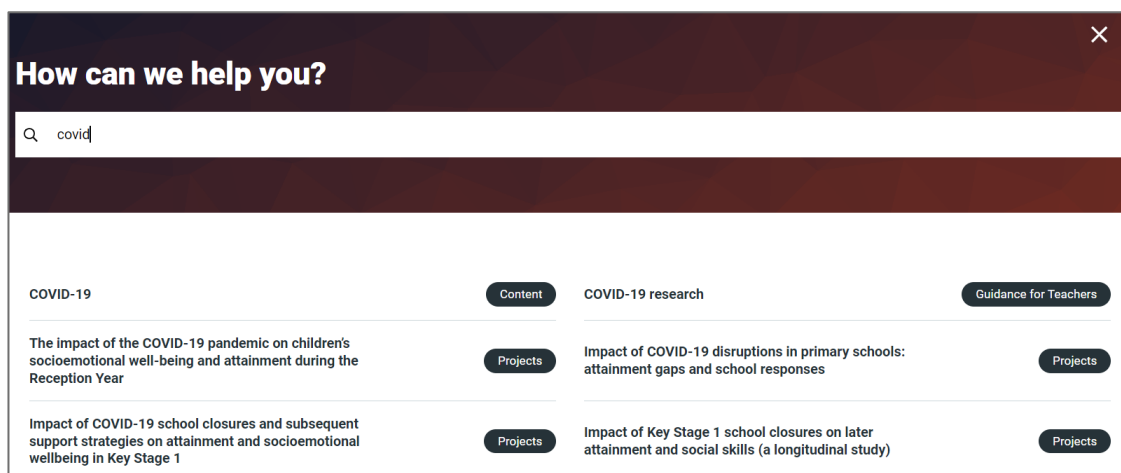 How can we help you?
covid
COVID-19
Content
COVID-19 research
Guidance for Teachers
The impact of the COVID-19 pandemic on children's
socioemotional well-being and attainment during the
Reception Year
Projects
Impact of COVID-19 disruptions in primary schools:
attainment gaps and school responses
Projects
Impact of COVID-19 school closures and subsequent
support strategies on attainment and socioemotional
wellbeing in Key Stage 1
Projects
Impact of Key Stage 1 school closures on later
attainment and social skills (a longitudinal study)
Projects